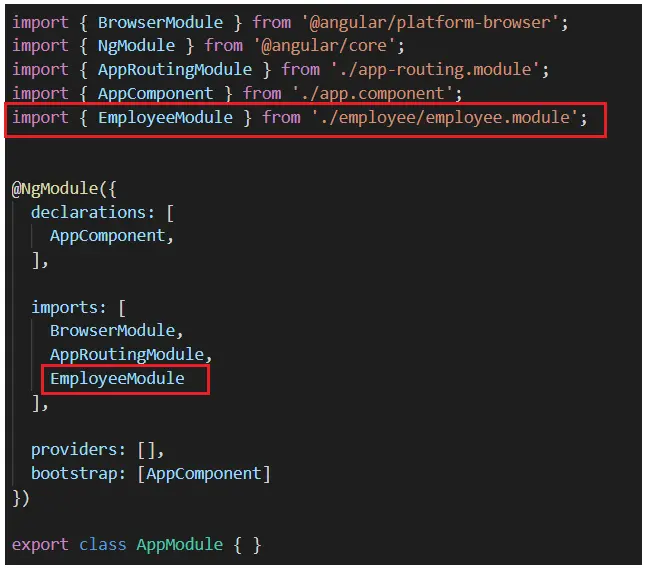 import { BrowserModule } from '@angular/platform-browser';
import { NgModule } from '@angular/core';
import { AppRoutingModule } from './app-routing.module';
import { AppComponent } from './app.component';
import { EmployeeModule } from './employee/employee.module';
@NgModule({
declarations: [
AppComponent,
],
imports: [
BrowserModule,
AppRoutingModule,
EmployeeModule
],
providers: [],
bootstrap: [AppComponent]
})
export class AppModule { }